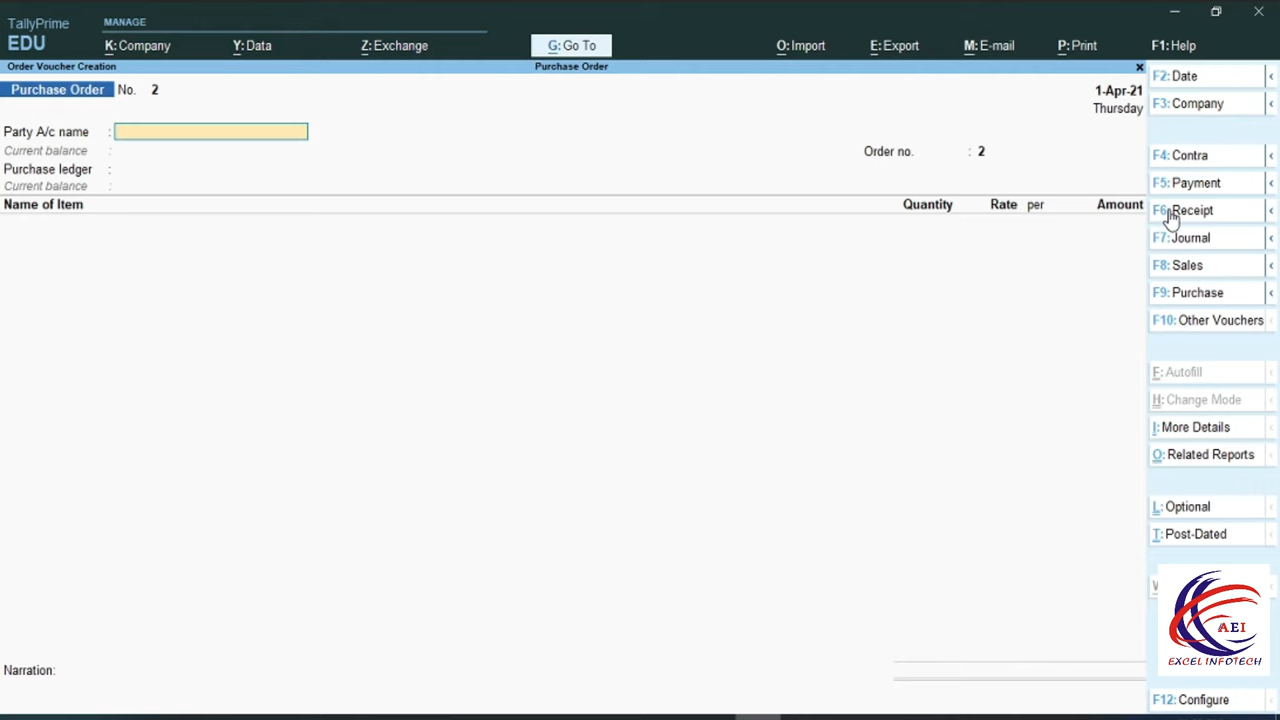 TallyPrime
EDU
MANAGE
K: Company
Y: Data
Z: Exchange
G: Go To
O: Import
E: Export
M: E-mail
P: Print
F1: Help
Order Voucher Creation
Purchase Order
x
Purchase Order No. 2
1-Apr-21
Thursday
Party A/c name :
Current balance :
Order no. : 2
Purchase ledger :
Current balance :
Name of Item Quantity Rate per Amount
Narration:
F2: Date
F3: Company
F4: Contra
F5: Payment
F6: Receipt
F7: Journal
F8: Sales
F9: Purchase
F10: Other Vouchers
F: Autofill
H: Change Mode
I: More Details
O: Related Reports
L: Optional
T: Post-Dated
AEI
EXCEL INFOTECH
F12: Configure